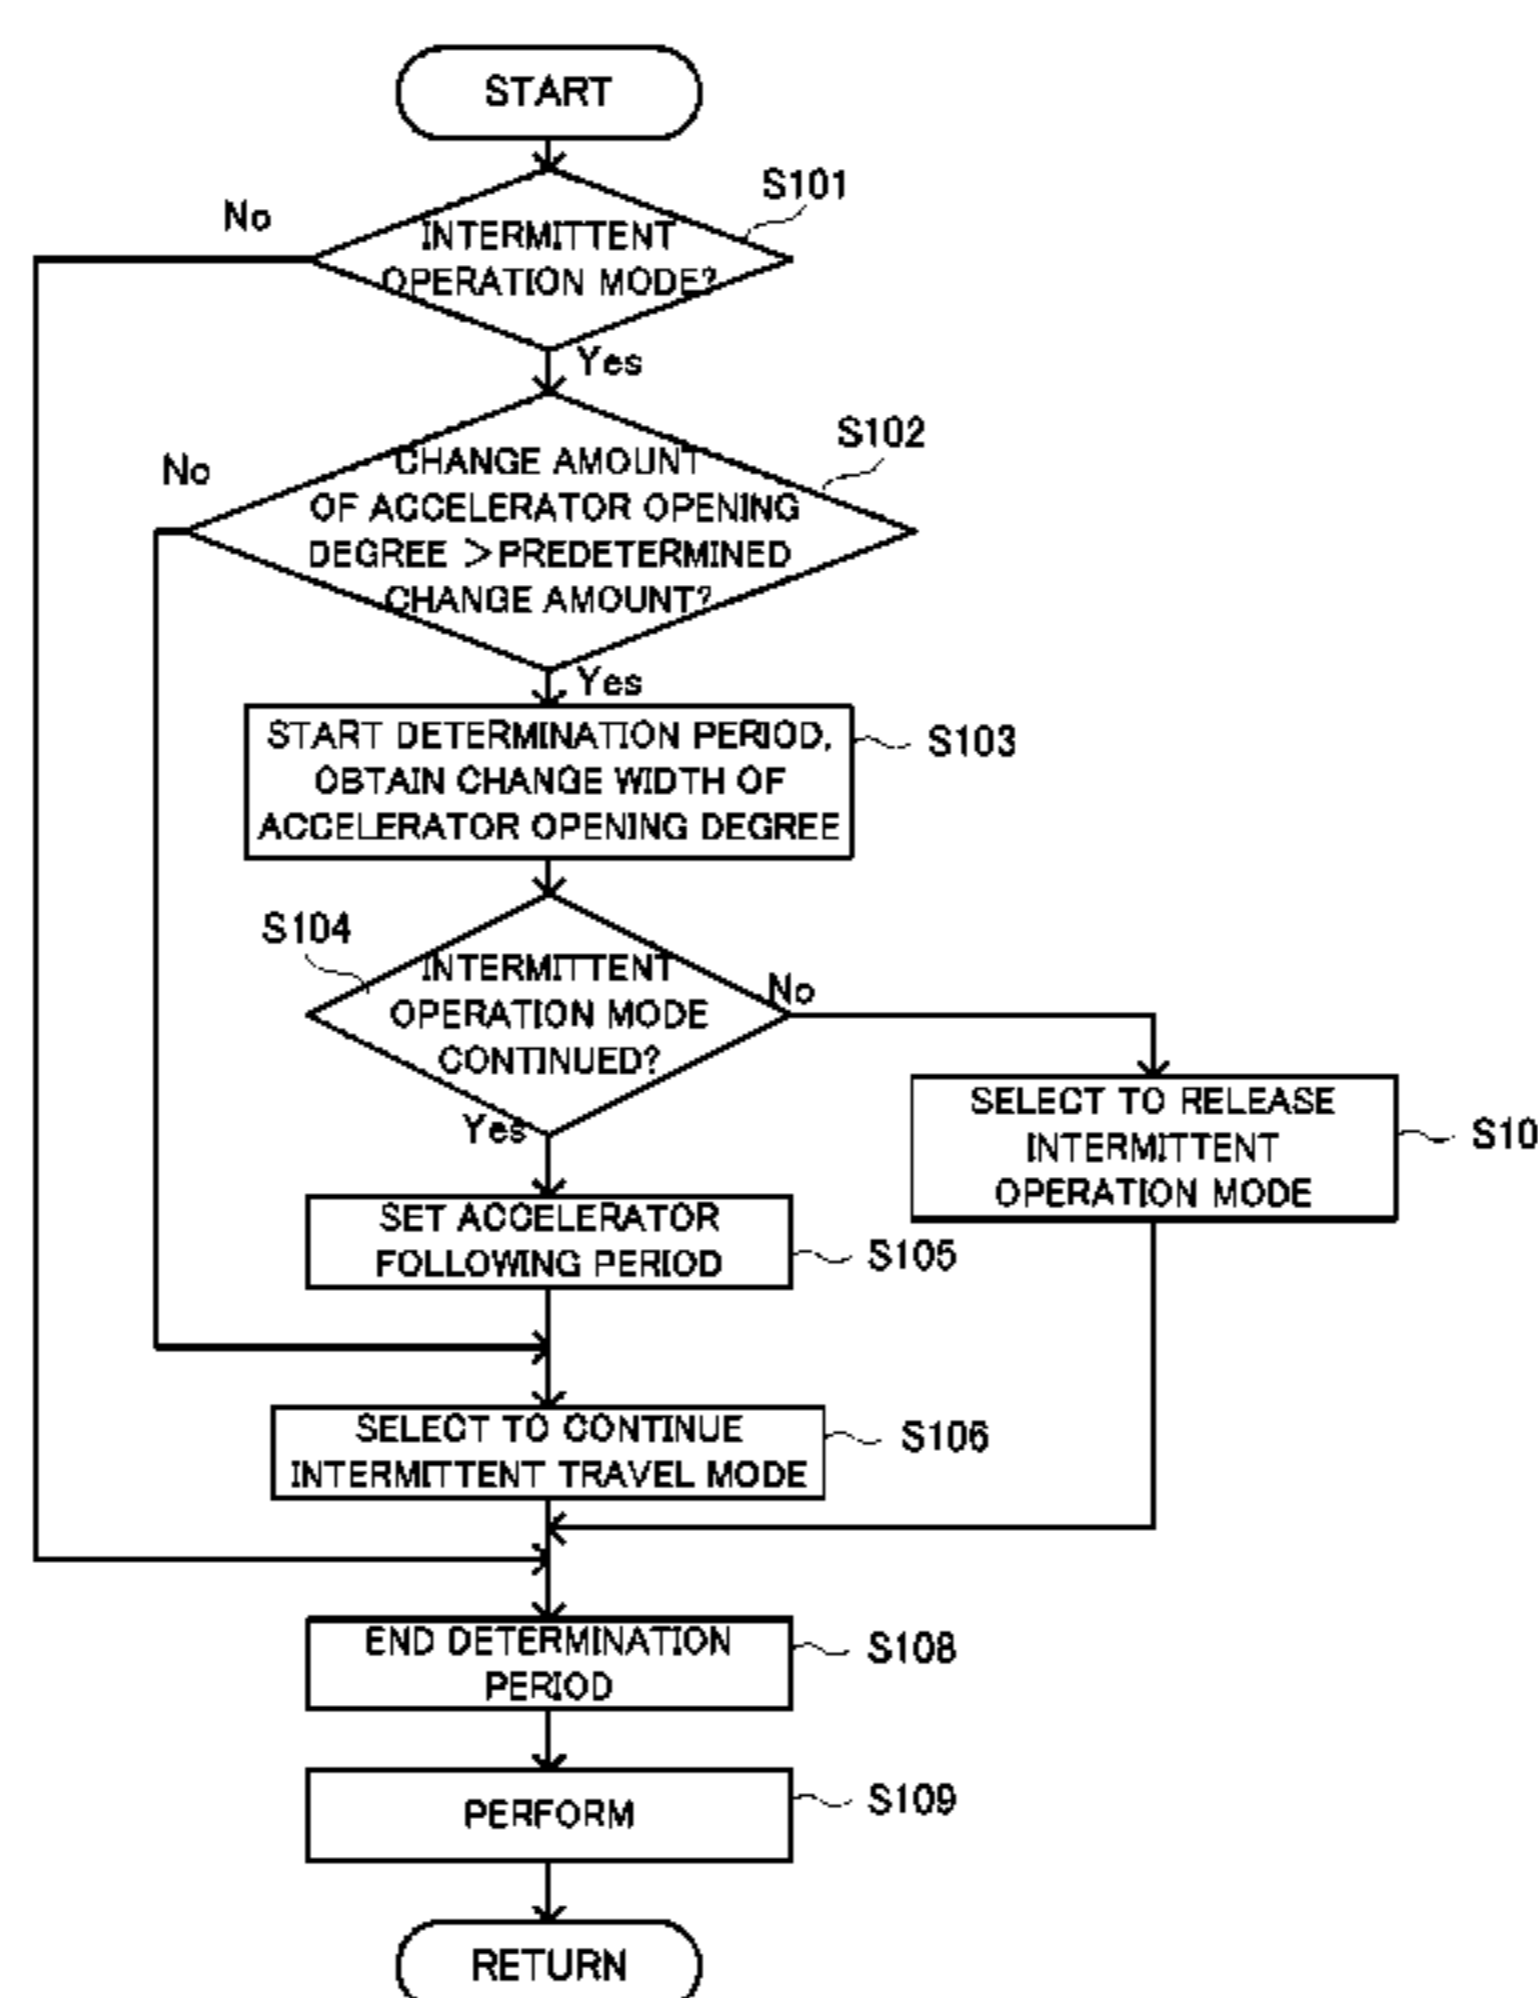 START
S101
No
INTERMITTENT
OPERATION MODE?
Yes
S102
No
CHANGE AMOUNT
OF ACCELERATOR OPENING
DEGREE >PREDETERMINED
CHANGE AMOUNT?
Yes
START DETERMINATION PERIOD,
OBTAIN CHANGE WIDTH OF
ACCELERATOR OPENING DEGREE
S103
S104
INTERMITTENT
OPERATION MODE
CONTINUED?
No
Yes
SELECT TO RELEASE
INTERMITTENT
OPERATION MODE
S10
SET ACCELERATOR
FOLLOWING PERIOD
S105
SELECT TO CONTINUE
INTERMITTENT TRAVEL MODE
S106
END DETERMINATION
PERIOD
S108
PERFORM
S109
RETURN